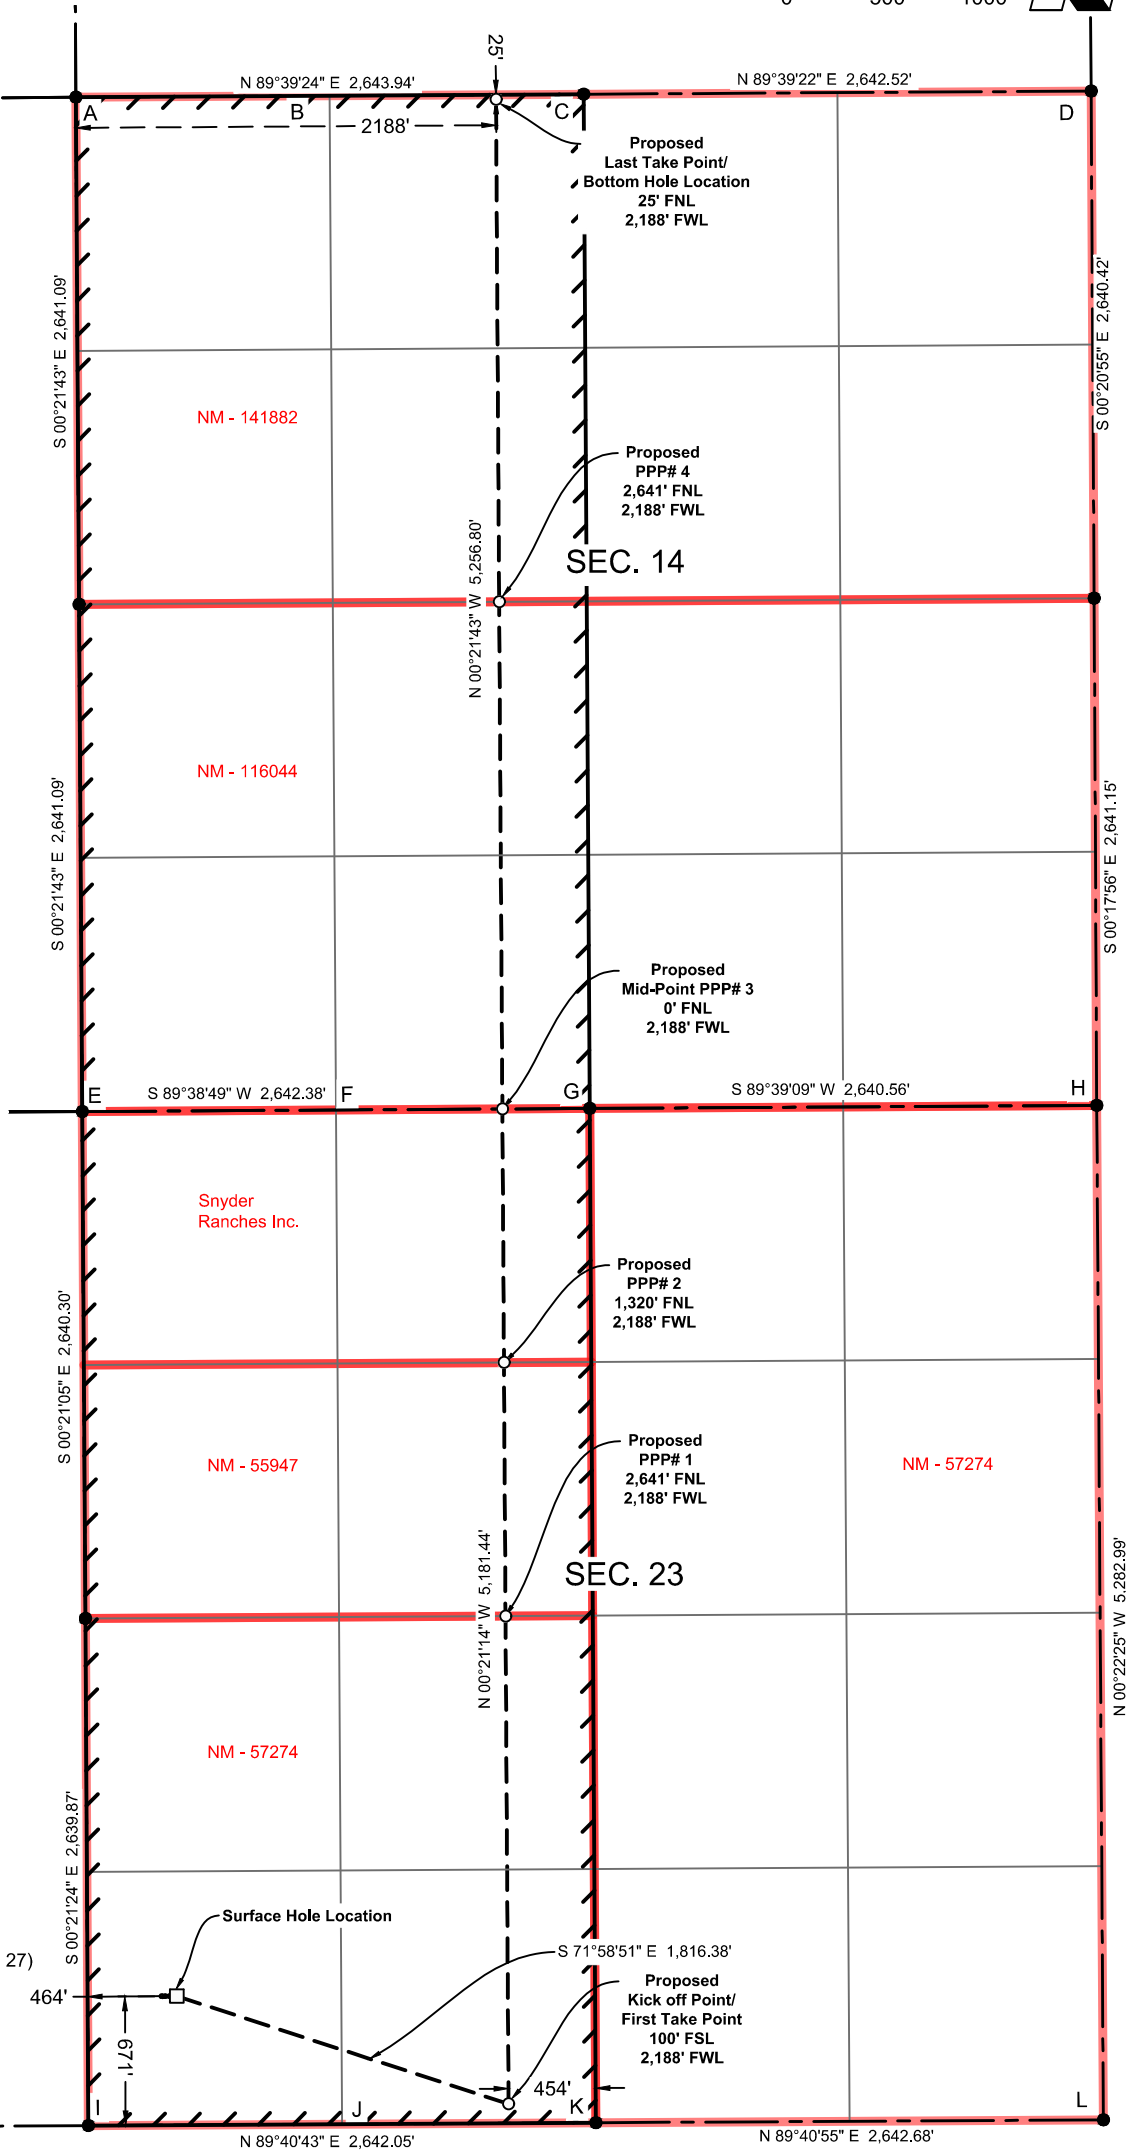 25'
N 89°39'24" E 2,643.94'
N 89°39'22" E 2,642.52'
A
B
C
D
2188'
Proposed
Last Take Point/
Bottom Hole Location
25' FNL
2,188' FWL
S 00°21'43" E 2,641.09'
S 00°20'55" E 2,640.42'
NM - 141882
Proposed
PPP# 4
2,641' FNL
2,188' FWL
SEC. 14
N 00°21'43" W 5,256.80'
NM - 116044
S 00°21'43" E 2,641.09'
S 00°17'56" E 2,641.15'
Proposed
Mid-Point PPP# 3
0' FNL
2,188' FWL
E
S 89°38'49" W 2,642.38'
F
G
S 89°39'09" W 2,640.56'
H
Snyder
Ranches Inc.
Proposed
PPP# 2
1,320' FNL
2,188' FWL
S 00°21'05" E 2,640.30'
NM - 55947
Proposed
PPP# 1
2,641' FNL
2,188' FWL
NM - 57274
SEC. 23
N 00°21'14" W 5,181.44'
N 00°22'25" W 5,282.99'
NM - 57274
S 00°21'24" E 2,639.87'
Surface Hole Location
S 71°58'51" E 1,816.38'
27)
464'
671'
Proposed
Kick off Point/
First Take Point
100' FSL
2,188' FWL
454'
I
J
K
L
N 89°40'43" E 2,642.05'
N 89°40'55" E 2,642.68'